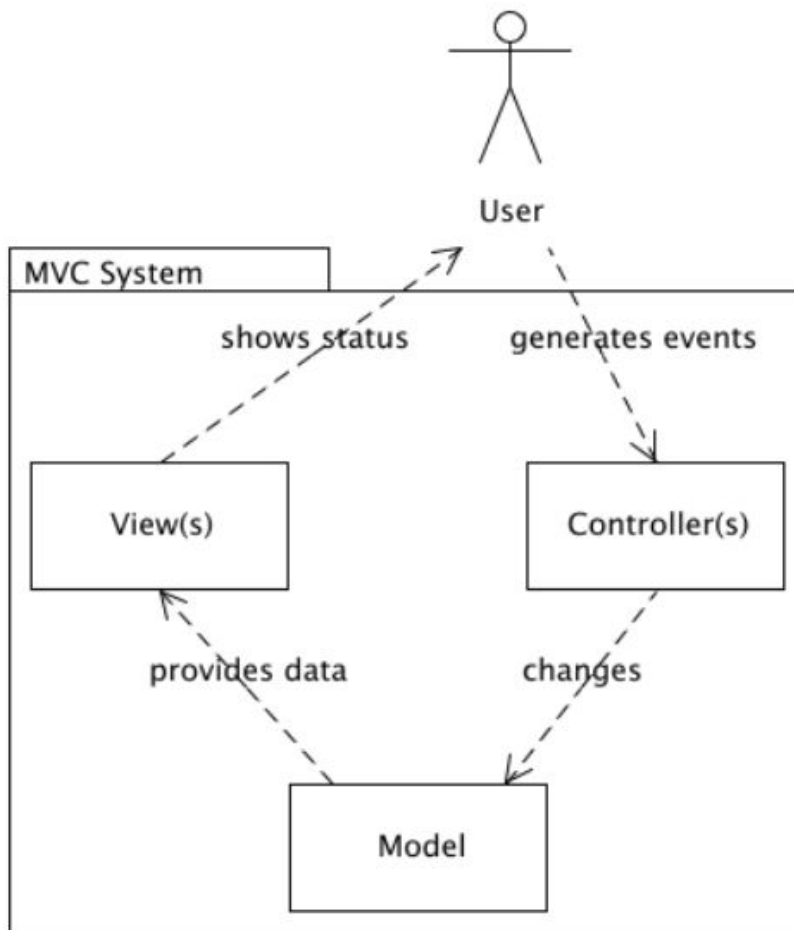 User
MVC System
shows status
generates events
View(s)
Controller(s)
provides data
changes
Model